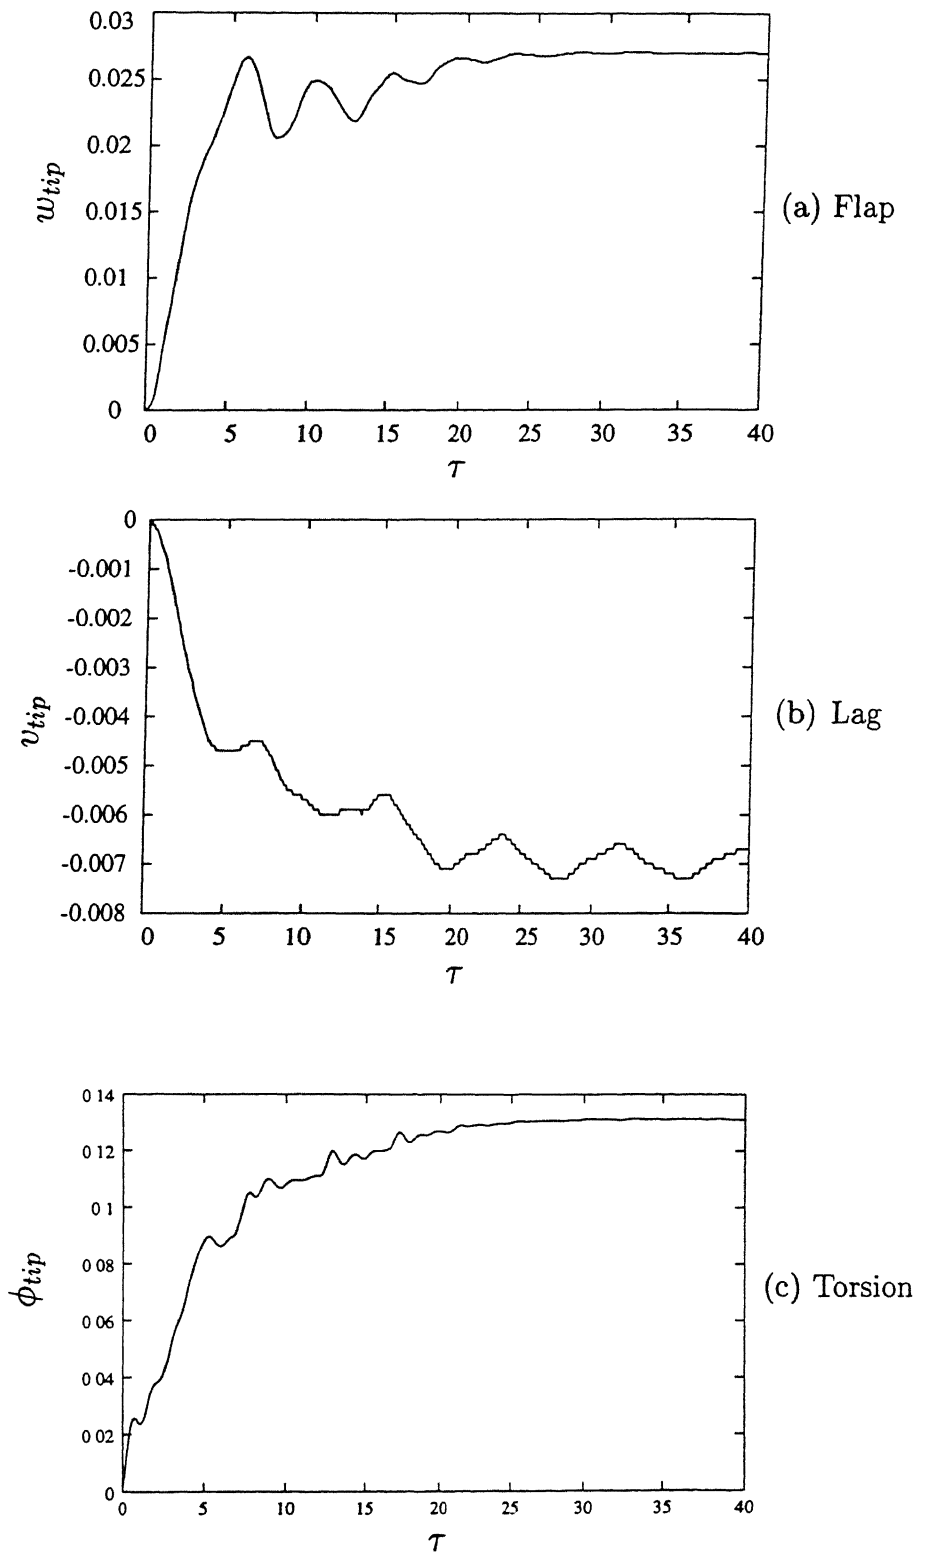 0.03
0.025
0.02
0.015
0.01
0.005
0
w_tip
(a) Flap
0 5 10 15 20 25 30 35 40
τ
0
-0.001
-0.002
-0.003
-0.004
-0.005
-0.006
-0.007
-0.008
v_tip
(b) Lag
0 5 10 15 20 25 30 35 40
τ
0 14
0 12
0 1
0 08
0 06
0 04
0 02
0
ϕ_tip
(c) Torsion
0 5 10 15 20 25 30 35 40
τ